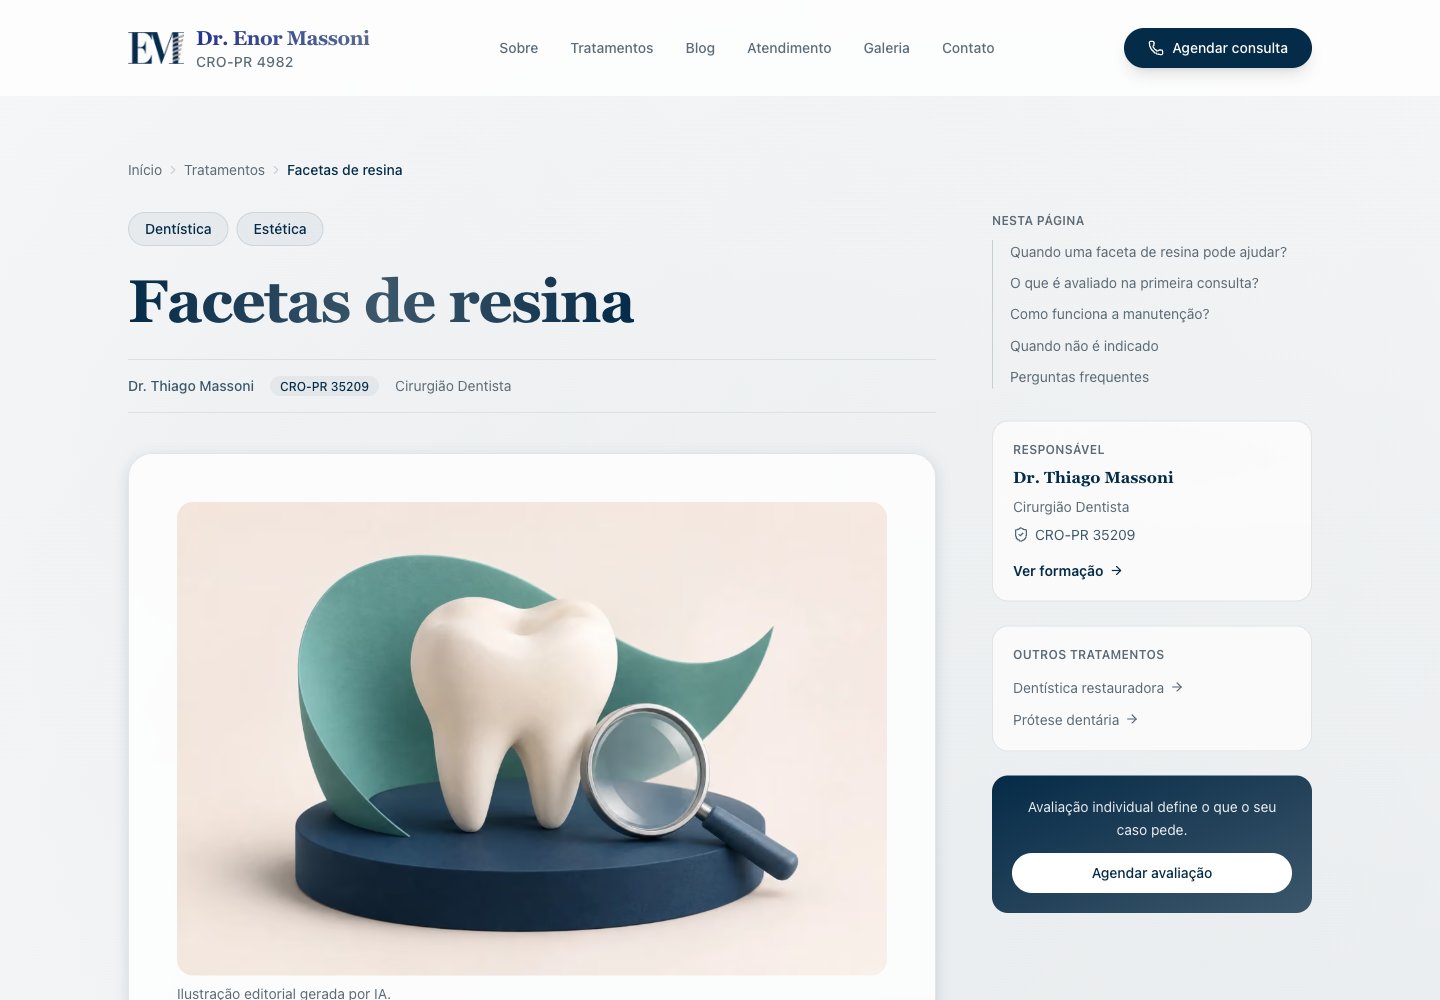 EM
Dr. Enor Massoni
CRO-PR 4982
Sobre
Tratamentos
Blog
Atendimento
Galeria
Contato
Agendar consulta
Início
Tratamentos
Facetas de resina
Dentística
Estética
Facetas de resina
Dr. Thiago Massoni
CRO-PR 35209
Cirurgião Dentista
Ilustração editorial gerada por IA.
NESTA PÁGINA
Quando uma faceta de resina pode ajudar?
O que é avaliado na primeira consulta?
Como funciona a manutenção?
Quando não é indicado
Perguntas frequentes
RESPONSÁVEL
Dr. Thiago Massoni
Cirurgião Dentista
CRO-PR 35209
Ver formação
OUTROS TRATAMENTOS
Dentística restauradora
Prótese dentária
Avaliação individual define o que o seu
caso pede.
Agendar avaliação